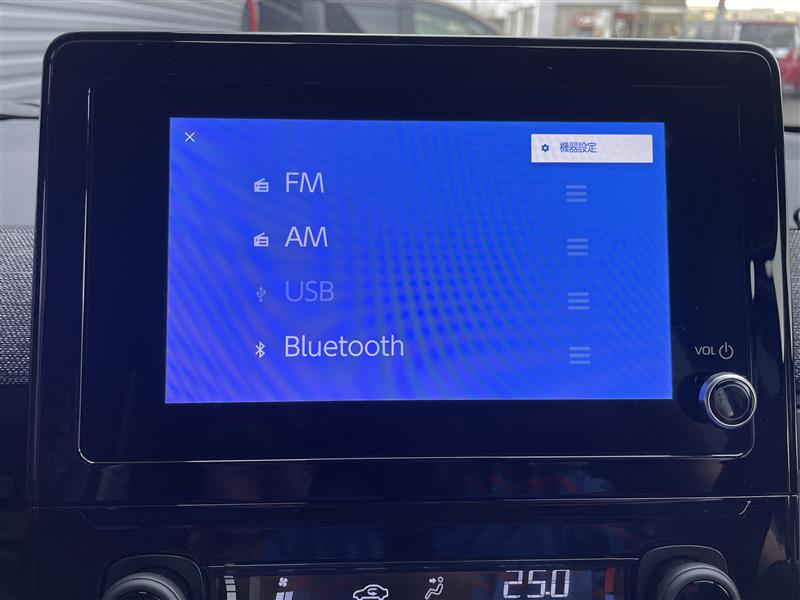 機器設定
FM
AM
USB
Bluetooth
VOL
25.0